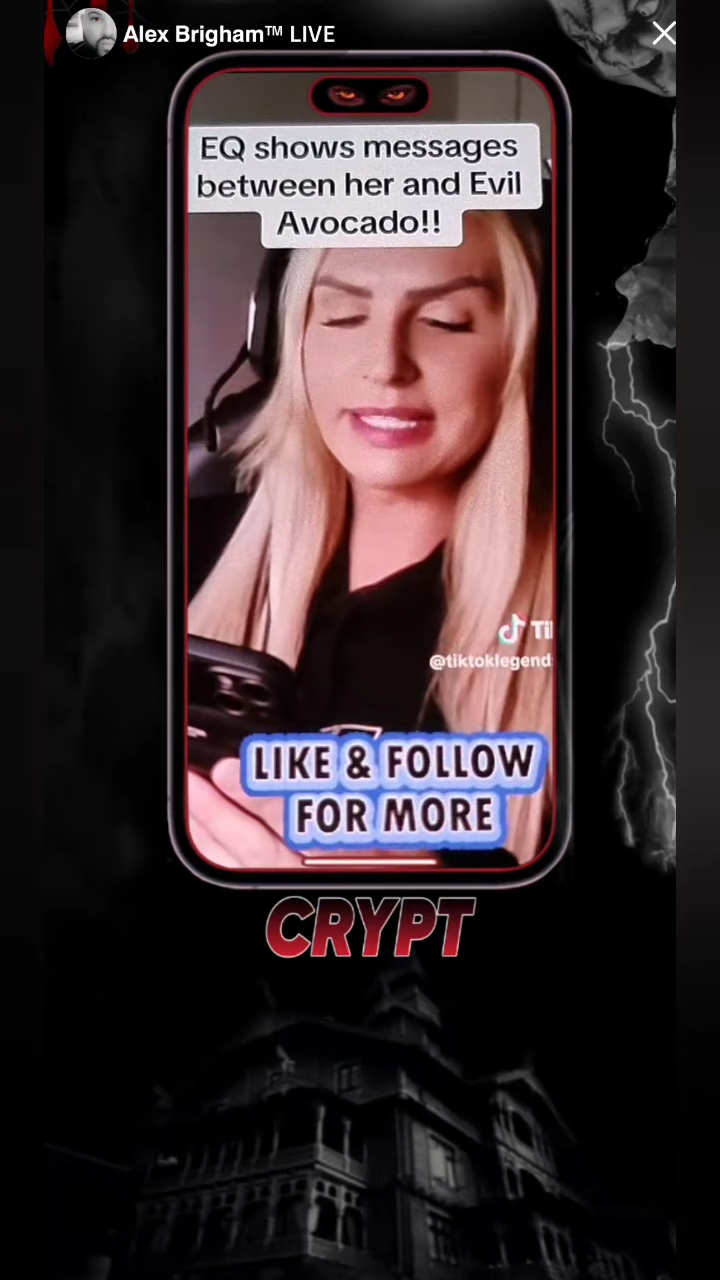 Alex Brigham™ LIVE
EQ shows messages
between her and Evil
Avocado!!
@tiktoklegend
LIKE & FOLLOW
FOR MORE
CRYPT